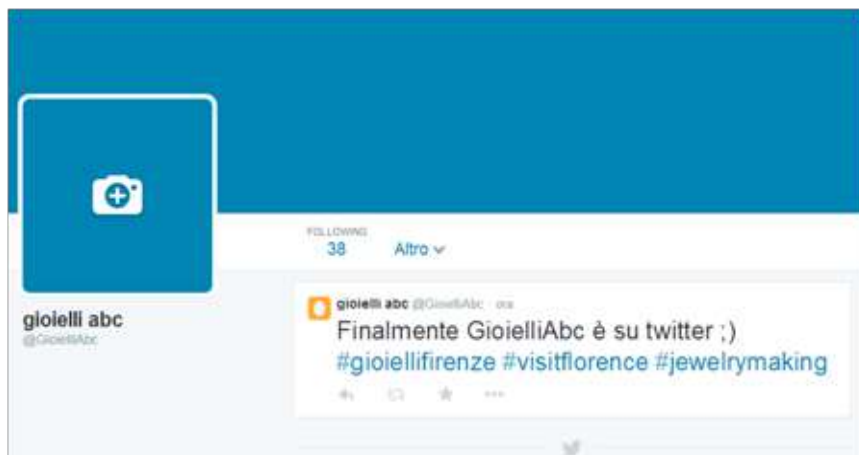 FOLLOWING
38 Altro
gioielli abc @GioielliAbc · ora
Finalmente GioielliAbc è su twitter ;)
#gioiellifirenze #visitflorence #jewelrymaking
gioielli abc
@GioielliAbc